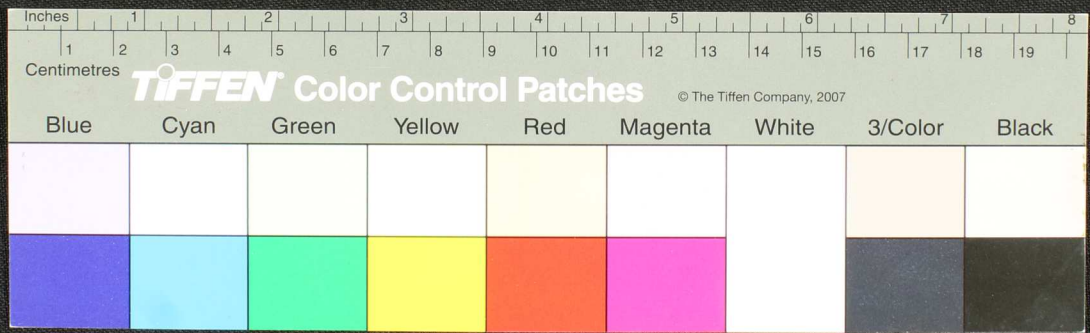 Inches 1 2 3 4 5 6 7 8
1 2 3 4 5 6 7 8 9 10 11 12 13 14 15 16 17 18 19
Centimetres
TIFFEN® Color Control Patches © The Tiffen Company, 2007
Blue Cyan Green Yellow Red Magenta White 3/Color Black